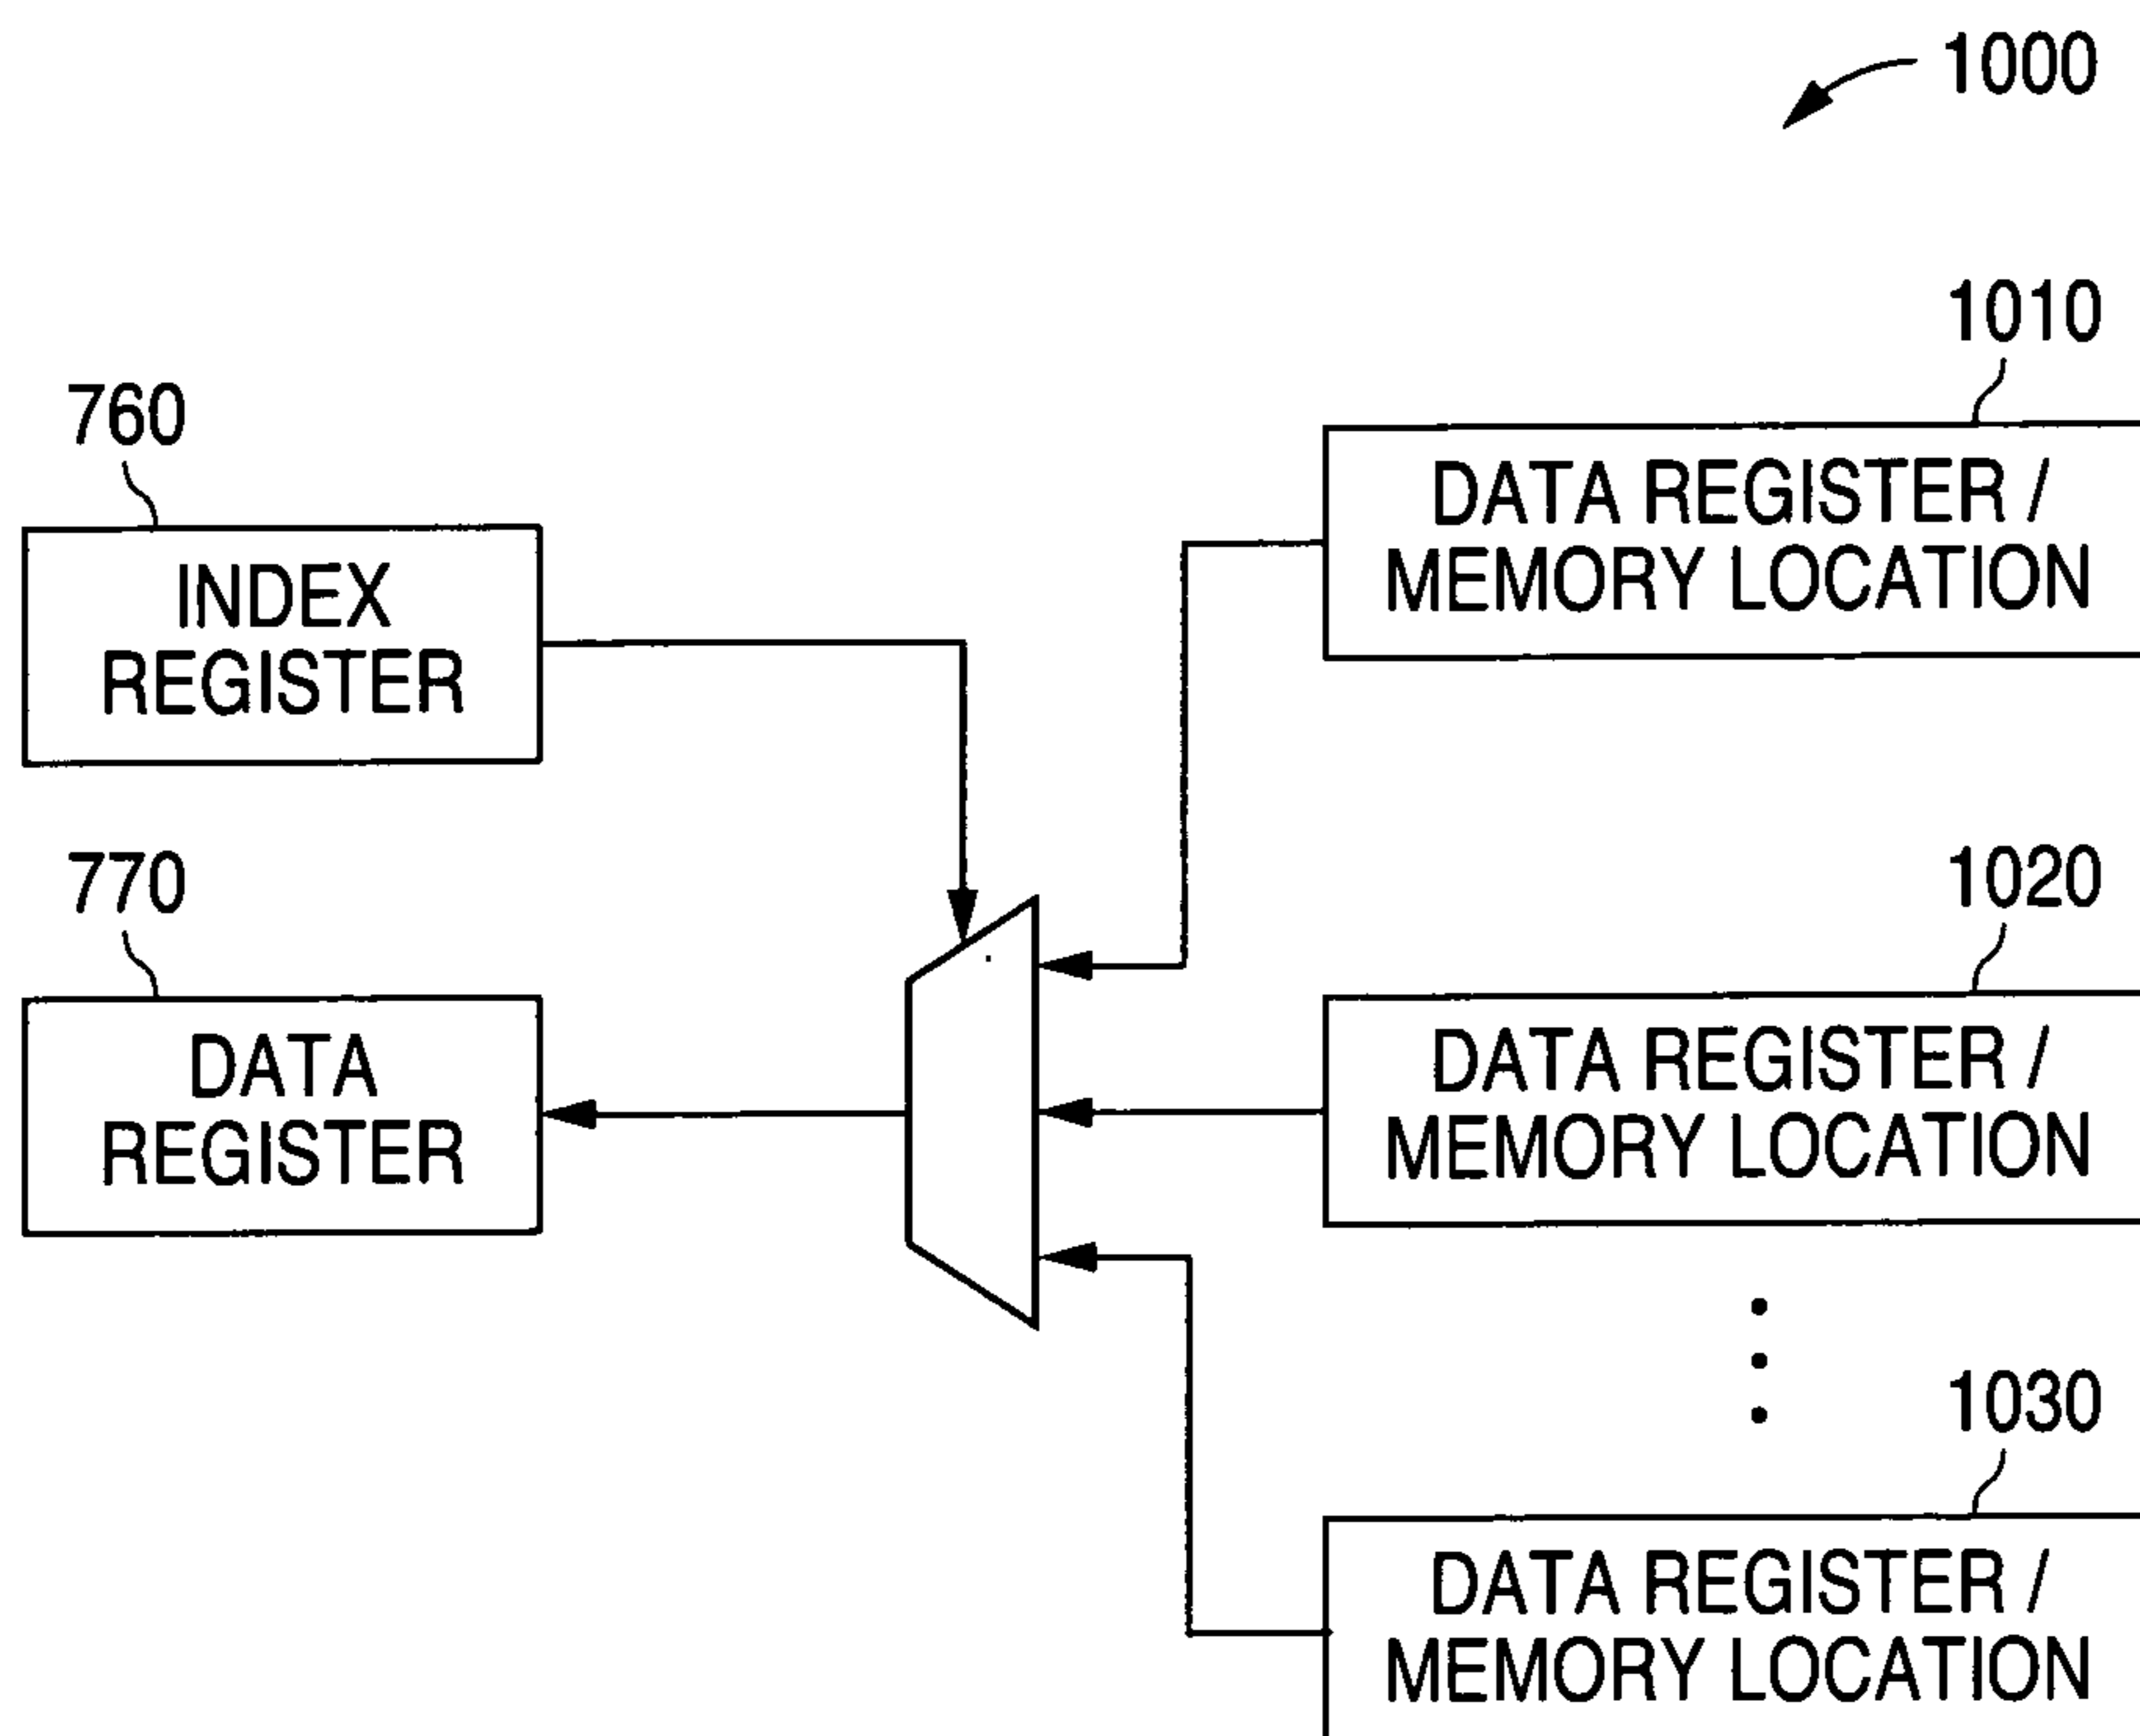 1000
1010
760
DATA REGISTER /
MEMORY LOCATION
INDEX
REGISTER
770
1020
DATA
REGISTER
DATA REGISTER /
MEMORY LOCATION
1030
DATA REGISTER /
MEMORY LOCATION